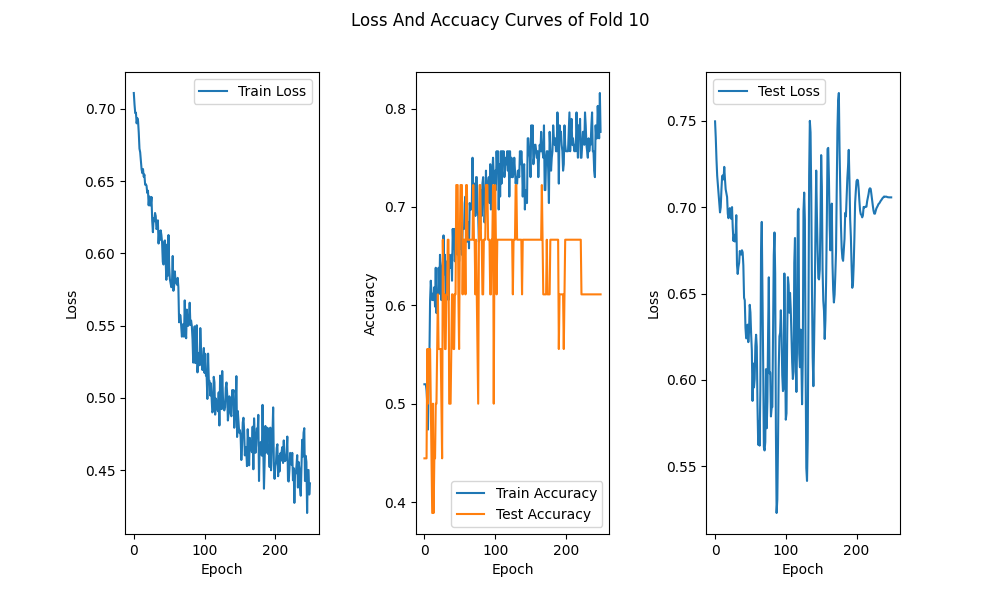 Loss And Accuacy Curves of Fold 10
Train Loss
0.70
0.65
0.60
0.55
0.50
0.45
Loss
0
100
200
Epoch
0.8
0.7
0.6
0.5
0.4
Accuracy
Train Accuracy
Test Accuracy
0
100
200
Epoch
Test Loss
0.75
0.70
0.65
0.60
0.55
Loss
0
100
200
Epoch